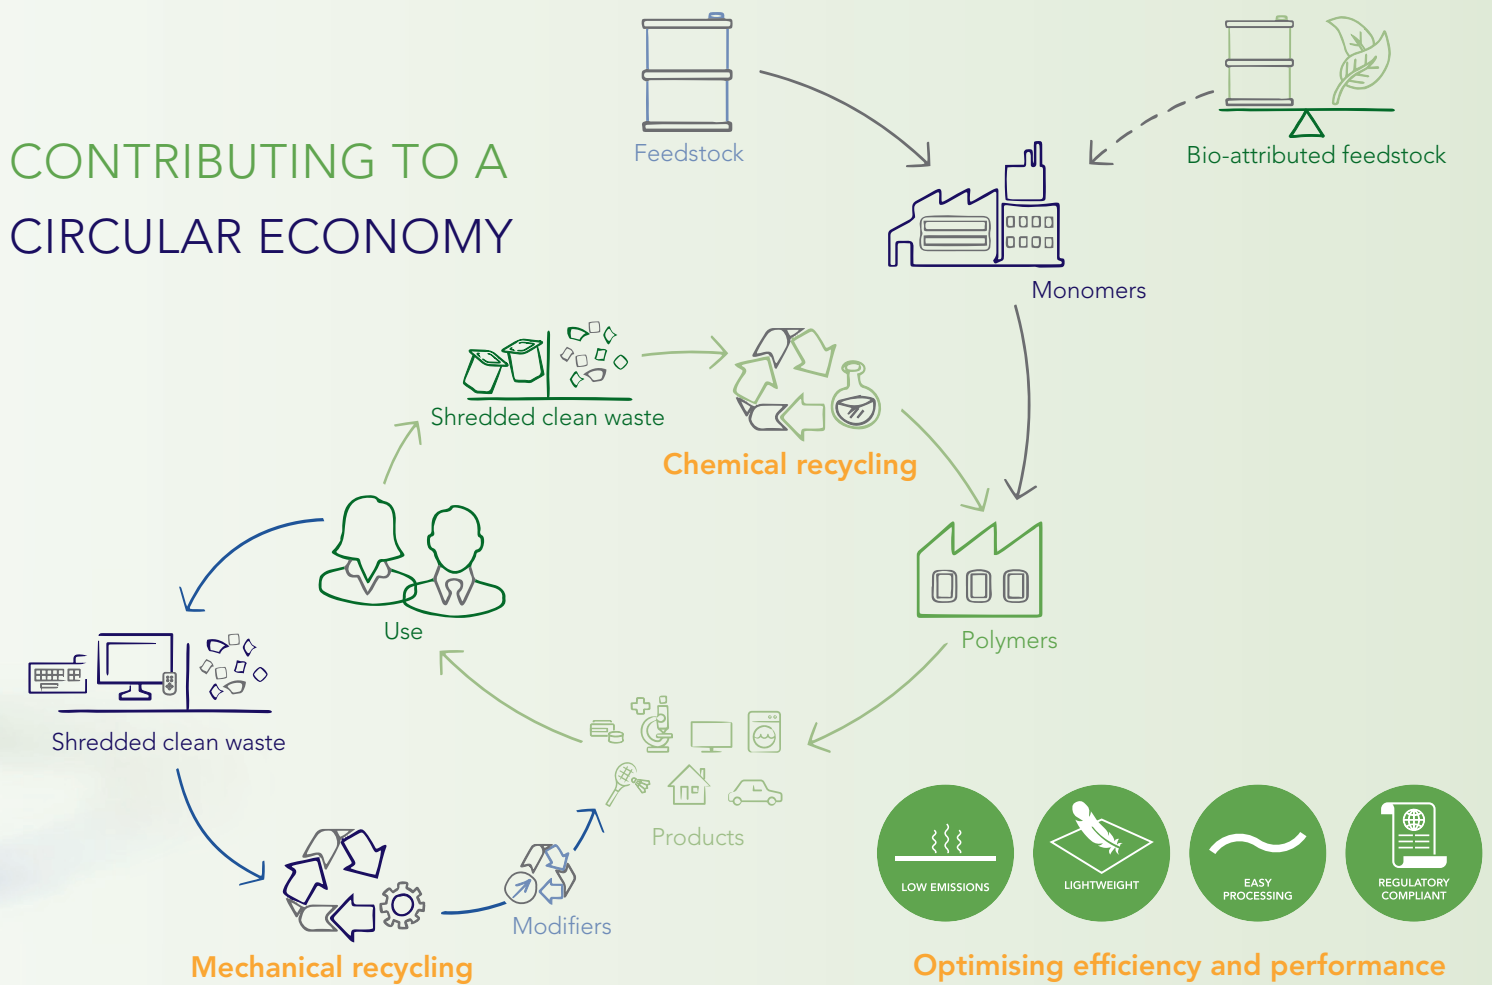 CONTRIBUTING TO A
CIRCULAR ECONOMY
Feedstock
Bio-attributed feedstock
Monomers
Shredded clean waste
Chemical recycling
Use
Polymers
Shredded clean waste
Products
Modifiers
Mechanical recycling
LOW EMISSIONS
LIGHTWEIGHT
EASY
PROCESSING
REGULATORY
COMPLIANT
Optimising efficiency and performance